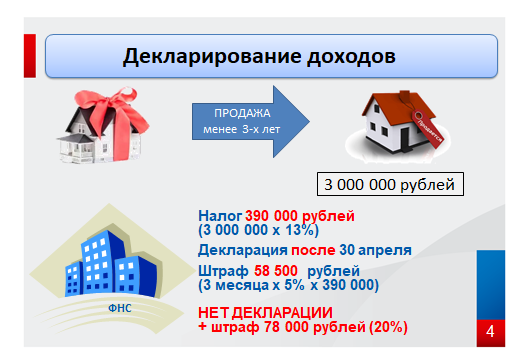 Декларирование доходов
ПРОДАЖА
менее 3-х лет
Продается
3 000 000 рублей
Налог 390 000 рублей
(3 000 000 х 13%)
Декларация после 30 апреля
Штраф 58 500 рублей
(3 месяца х 5% х 390 000)
ФНС
НЕТ ДЕКЛАРАЦИИ
+ штраф 78 000 рублей (20%)
4